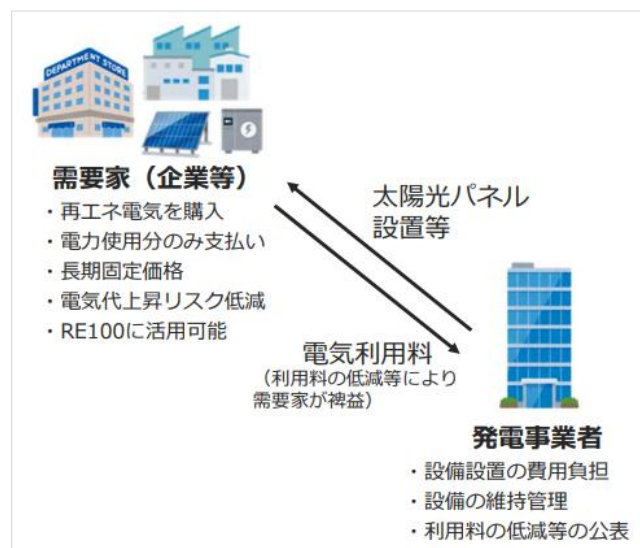 DEPARTMENT STORE
需要家（企業等）
・再エネ電気を購入
・電力使用分のみ支払い
・長期固定価格
・電気代上昇リスク低減
・RE100に活用可能
太陽光パネル
設置等
電気利用料
（利用料の低減等により
需要家が裨益）
発電事業者
・設備設置の費用負担
・設備の維持管理
・利用料の低減等の公表